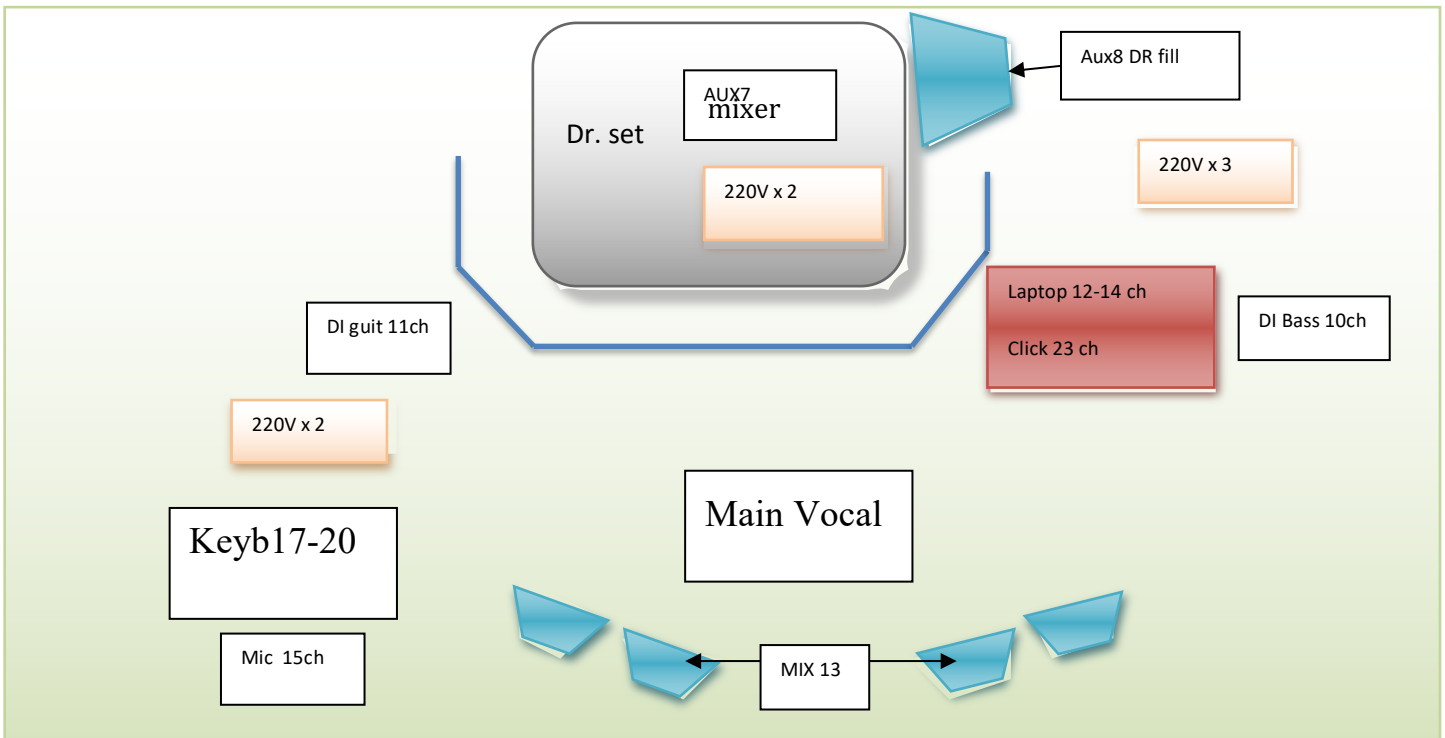 Aux8 DR fill
AUX7
mixer
Dr. set
220V x 2
220V x 3
Laptop 12-14 ch
Click 23 ch
DI Bass 10ch
DI guit 11ch
220V x 2
Main Vocal
Keyb17-20
Mic  15ch
MIX 13